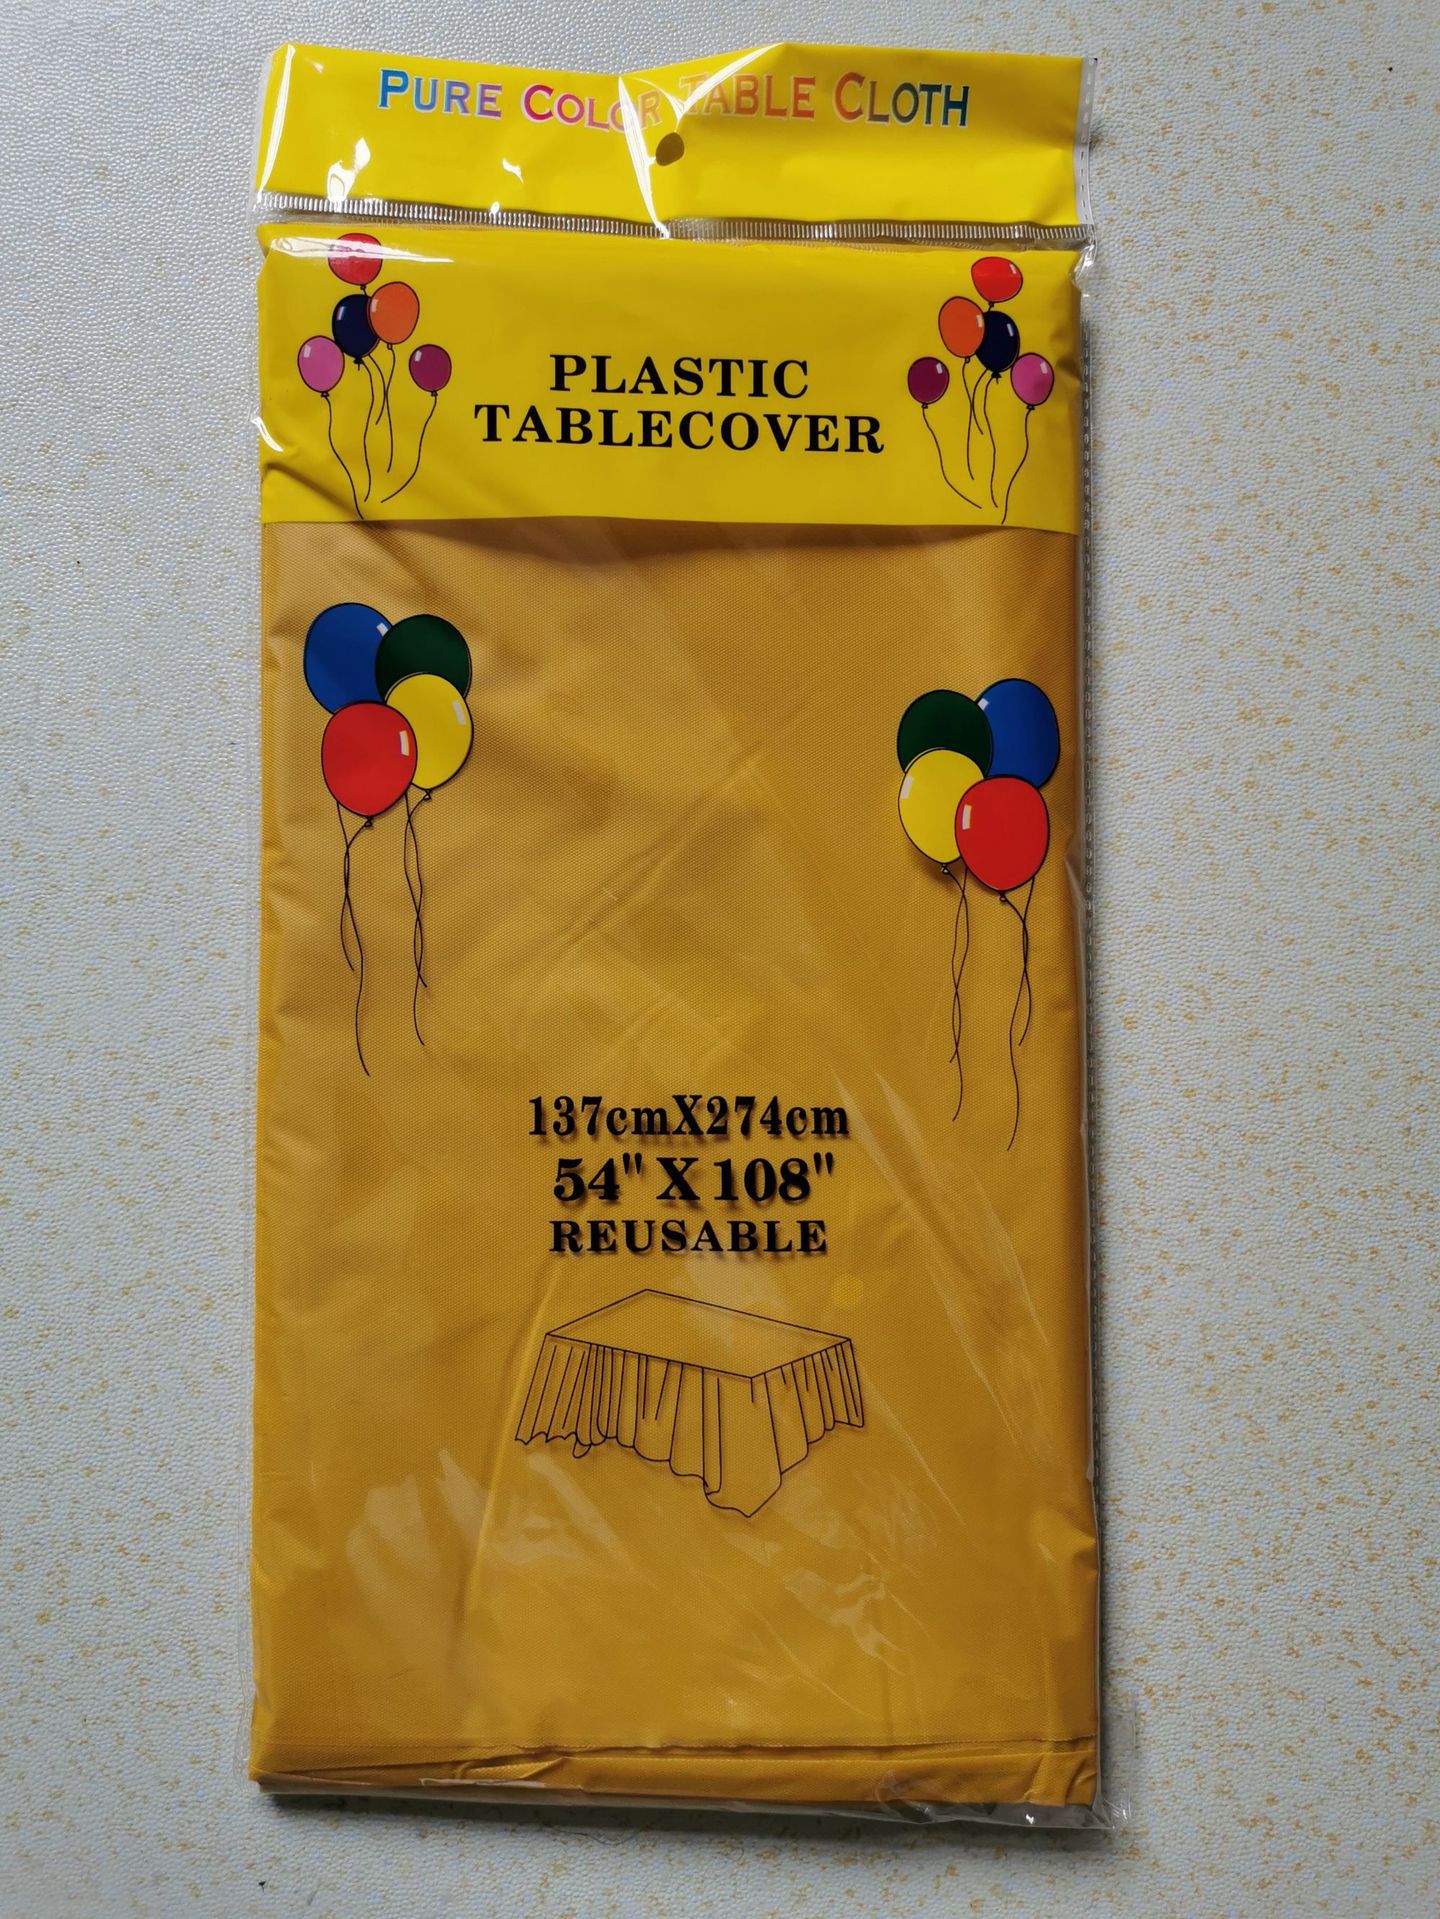 PURE COLOR TABLE CLOTH
PLASTIC
TABLECOVER
137cmX274cm
54" X 108"
REUSABLE